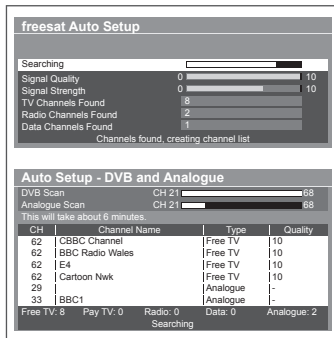 freesat Auto Setup
Searching
Signal Quality 0 10
Signal Strength 0 10
TV Channels Found 8
Radio Channels Found 2
Data Channels Found 1
Channels found, creating channel list
Auto Setup - DVB and Analogue
DVB Scan CH 21 68
Analogue Scan CH 21 68
This will take about 6 minutes.
CH Channel Name Type Quality
62 CBBC Channel Free TV 10
62 BBC Radio Wales Free TV 10
62 E4 Free TV 10
62 Cartoon Nwk Free TV 10
29 Analogue -
33 BBC1 Analogue -
Free TV: 8 Pay TV: 0 Radio: 0 Data: 0 Analogue: 2
Searching